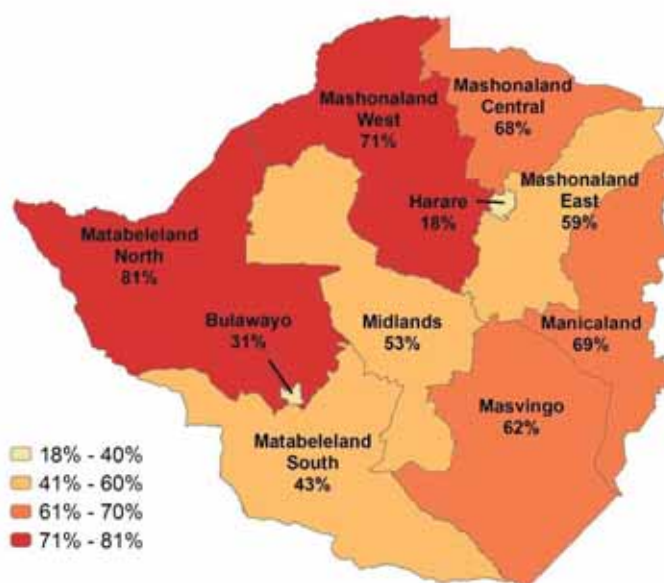 Mashonaland
Central
68%
Mashonaland
West
71%
Mashonaland
East
59%
Harare
18%
Matabeleland
North
81%
Bulawayo
31%
Midlands
53%
Manicaland
69%
Masvingo
62%
Matabeleland
South
43%
18% - 40%
41% - 60%
61% - 70%
71% - 81%